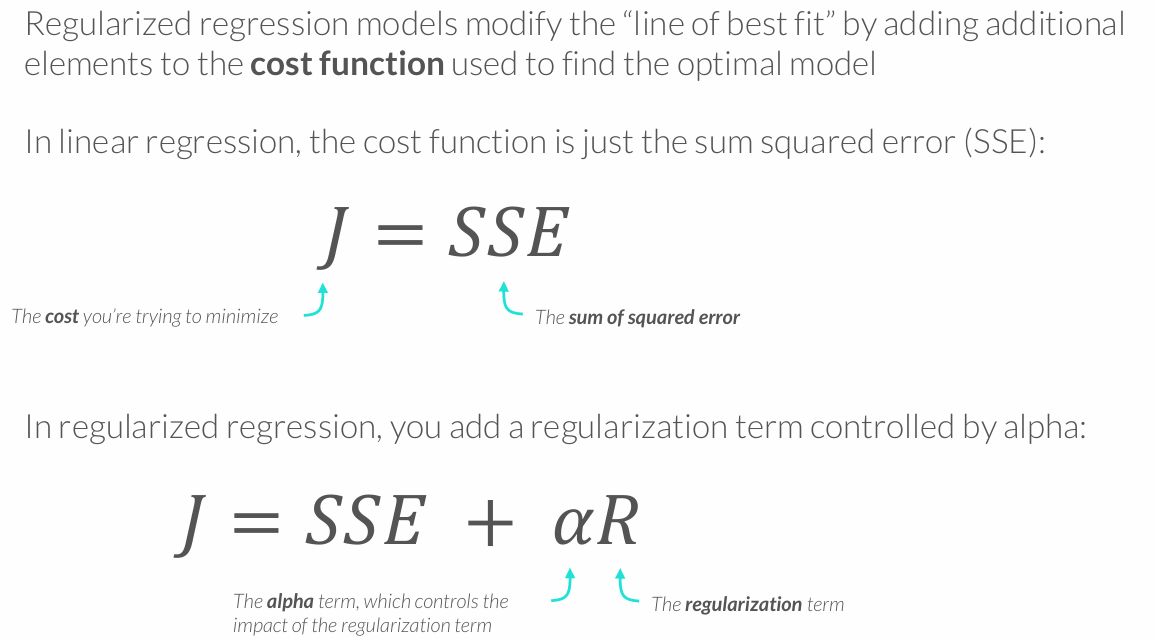 Regularized regression models modify the “line of best fit” by adding additional
elements to the cost function used to find the optimal model
In linear regression, the cost function is just the sum squared error (SSE):
J = SSE
The cost you’re trying to minimize
The sum of squared error
In regularized regression, you add a regularization term controlled by alpha:
J = SSE + αR
The alpha term, which controls the
impact of the regularization term
The regularization term